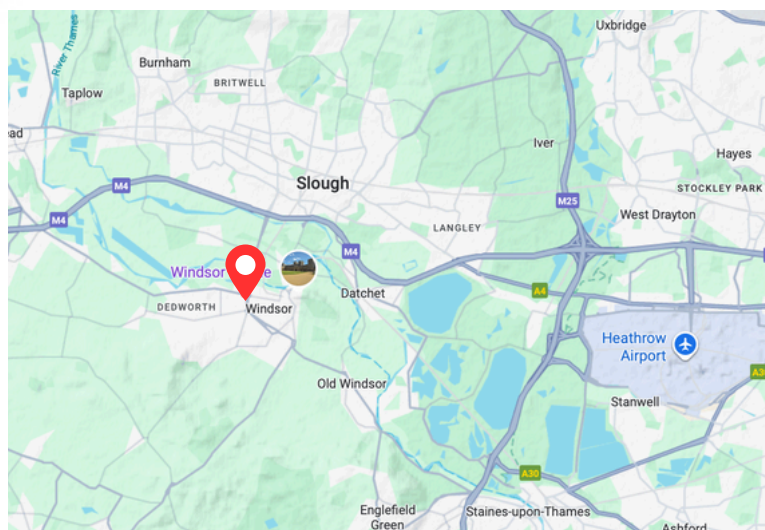 Uxbridge
River Thames
Burnham
BRITWELL
Taplow
Iver
Hayes
Slough
M4
STOCKLEY PARK
M25
M4
West Drayton
LANGLEY
M4
Windsor
Datchet
A4
DEDWORTH
Windsor
Heathrow
Airport
Old Windsor
Stanwell
A30
Englefield
Green
Staines-upon-Thames
Ashford